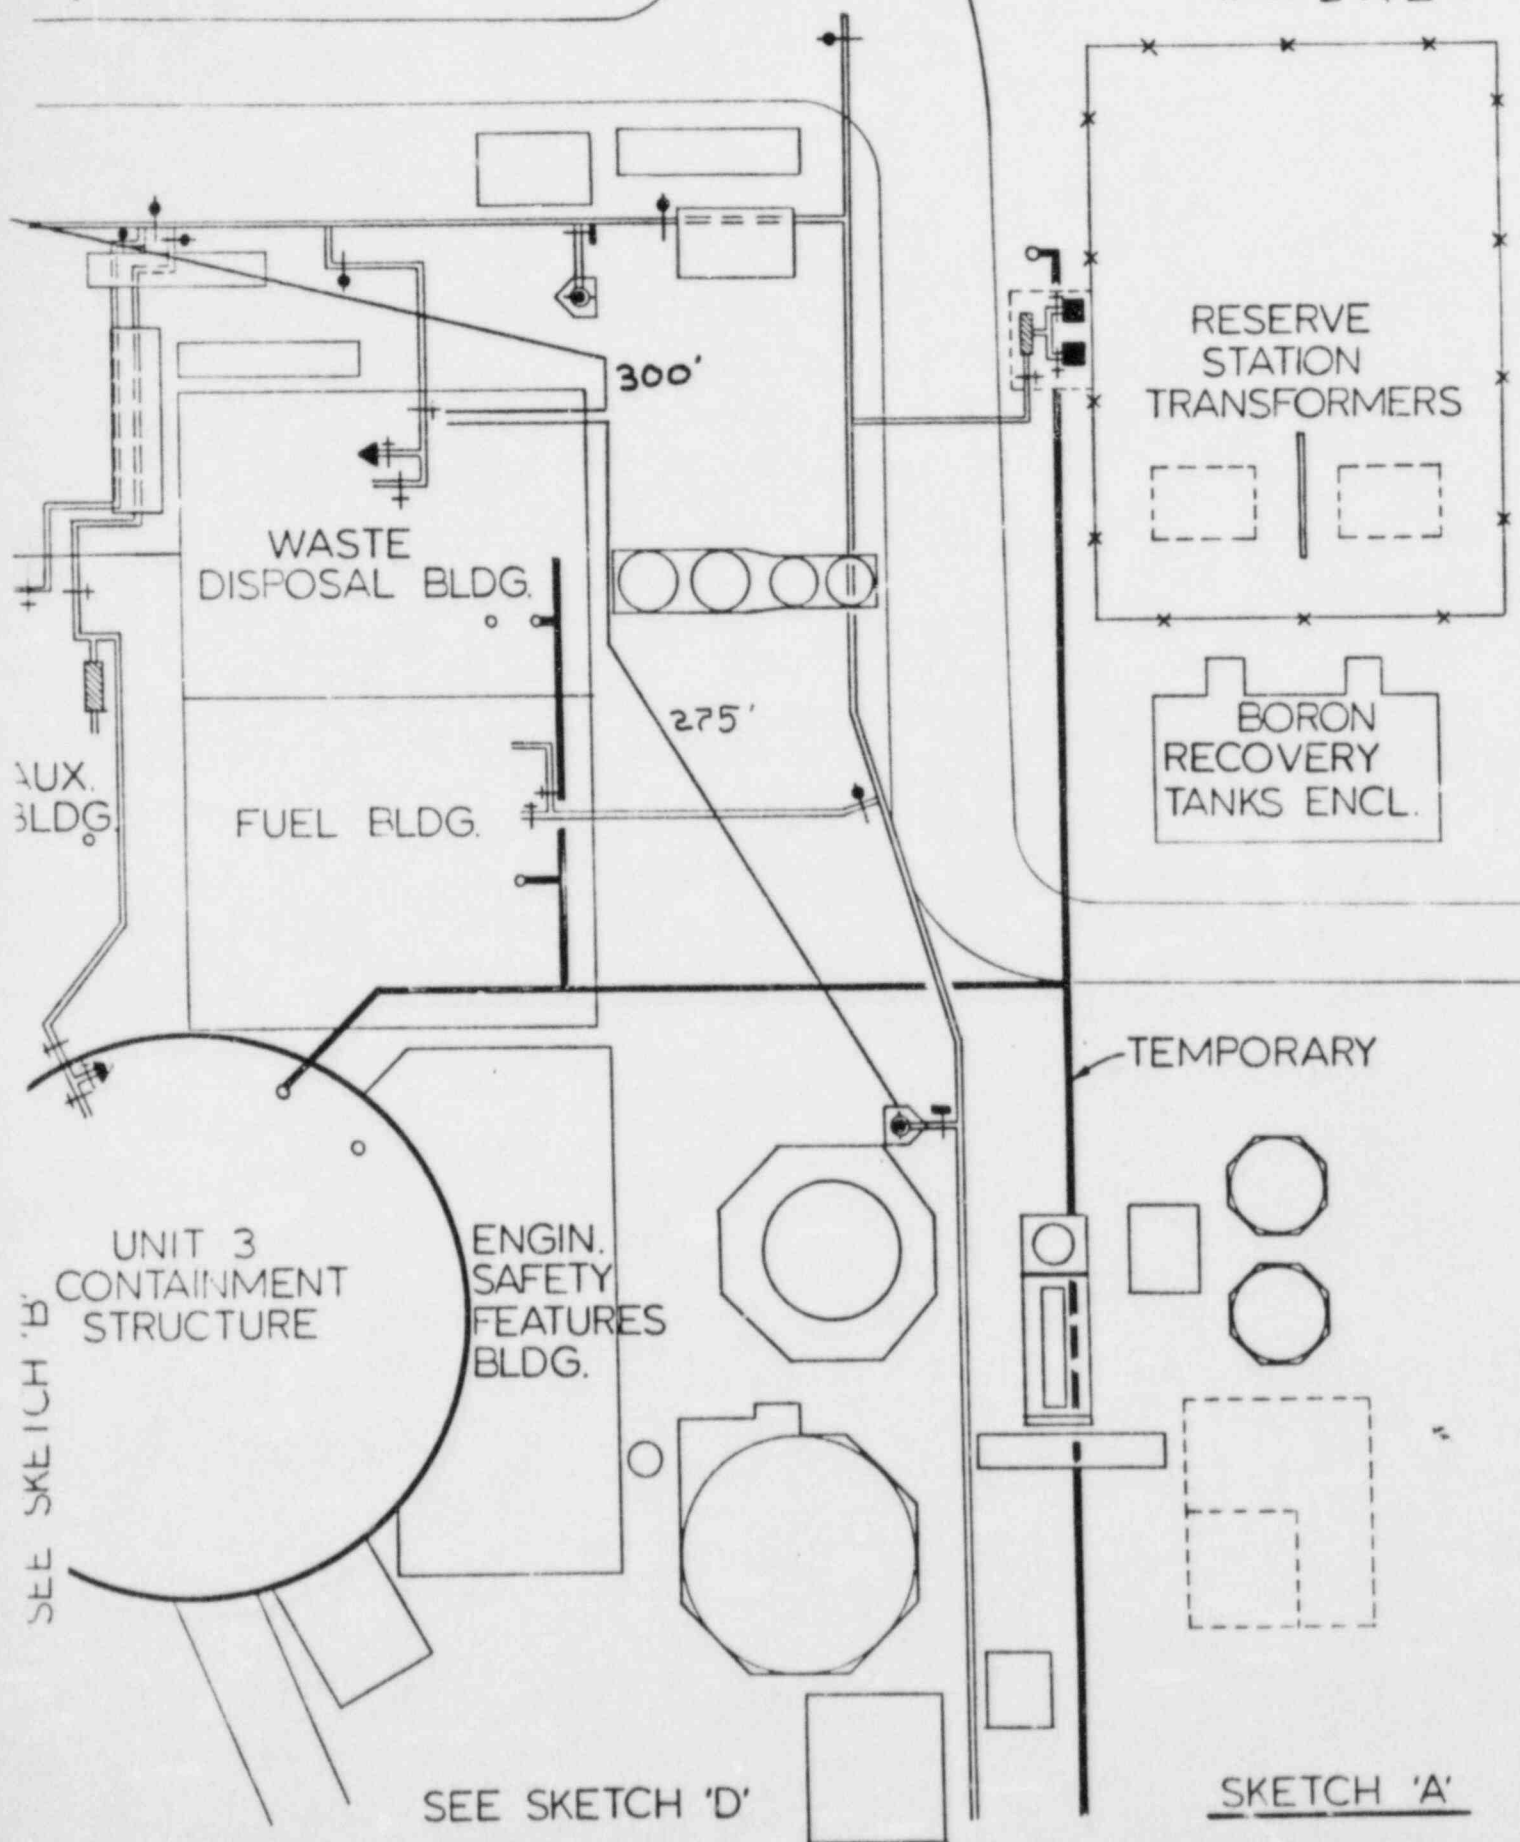 300'
RESERVE
STATION
TRANSFORMERS
WASTE
DISPOSAL BLDG.
275'
BORON
RECOVERY
TANKS ENCL.
AUX.
BLDG.
FUEL BLDG.
TEMPORARY
UNIT 3
CONTAINMENT
STRUCTURE
ENGIN.
SAFETY
FEATURES
BLDG.
SEE SKETCH 'B'
SEE SKETCH 'D'
SKETCH 'A'